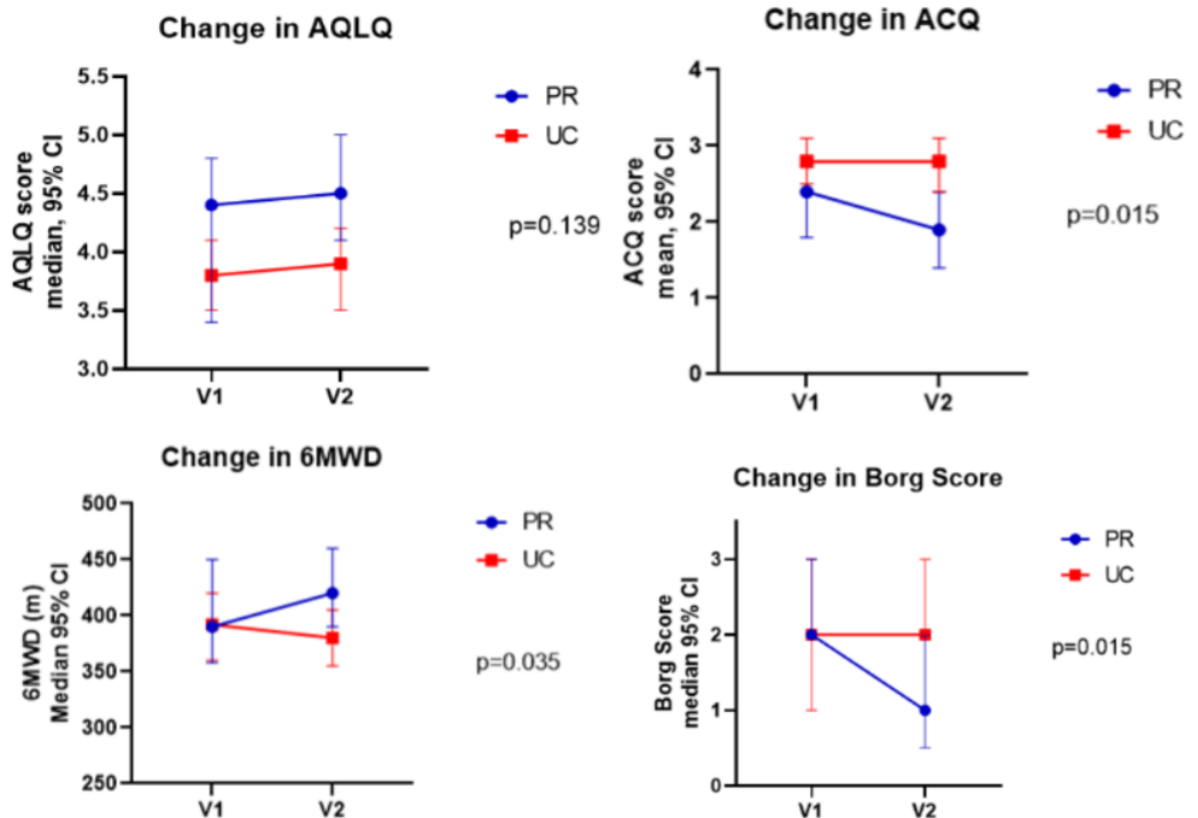 Change in AQLQ
AQLQ score
median, 95% CI
5.5
5.0
4.5
4.0
3.5
3.0
V1
V2
PR
UC
p=0.139
Change in ACQ
ACQ score
mean, 95% CI
4
3
2
1
0
V1
V2
PR
UC
p=0.015
Change in 6MWD
6MWD (m)
Median 95% CI
500
450
400
350
300
250
V1
V2
PR
UC
p=0.035
Change in Borg Score
Borg Score
median 95% CI
3
2
1
0
V1
V2
PR
UC
p=0.015